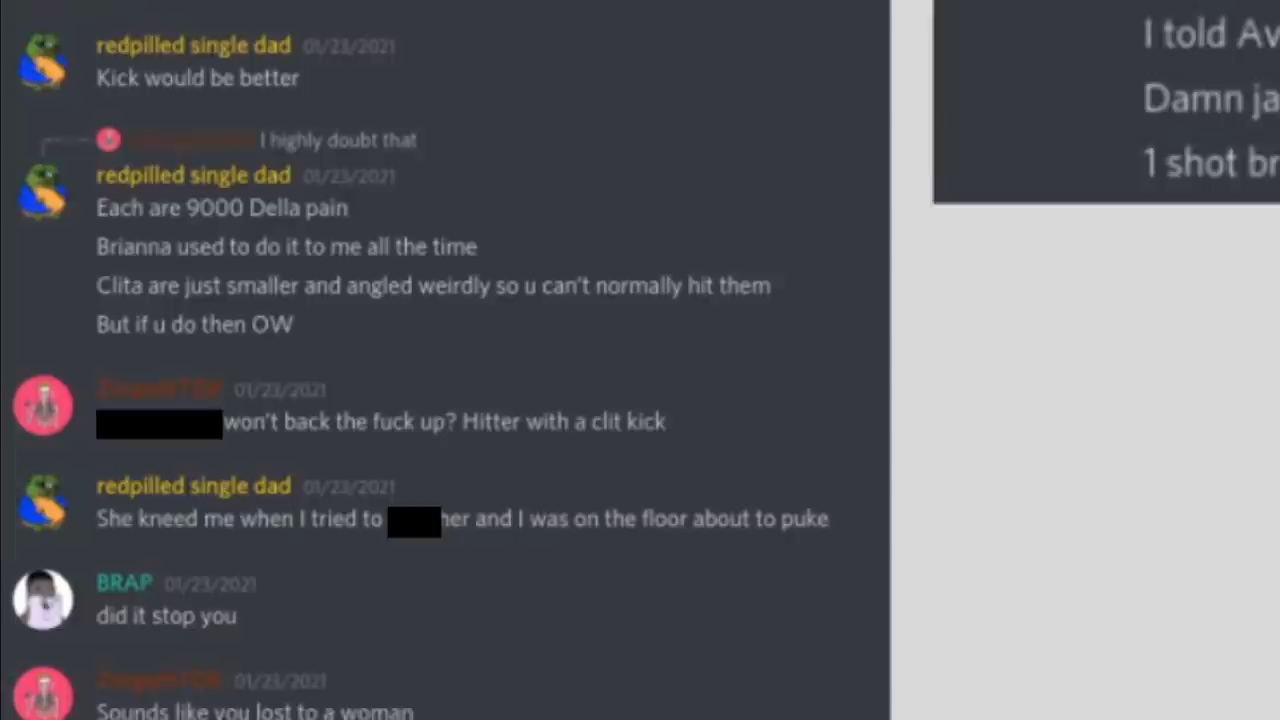 redpilled single dad 01/23/2021
Kick would be better
I highly doubt that
redpilled single dad 01/23/2021
Each are 9000 Della pain
Brianna used to do it to me all the time
Clita are just smaller and angled weirdly so u can't normally hit them
But if u do then OW
01/23/2021
won't back the fuck up? Hitter with a clit kick
redpilled single dad 01/23/2021
She kneed me when I tried to her and I was on the floor about to puke
BRAP 01/23/2021
did it stop you
01/23/2021
Sounds like you lost to a woman
I told Av
Damn ja
1 shot br